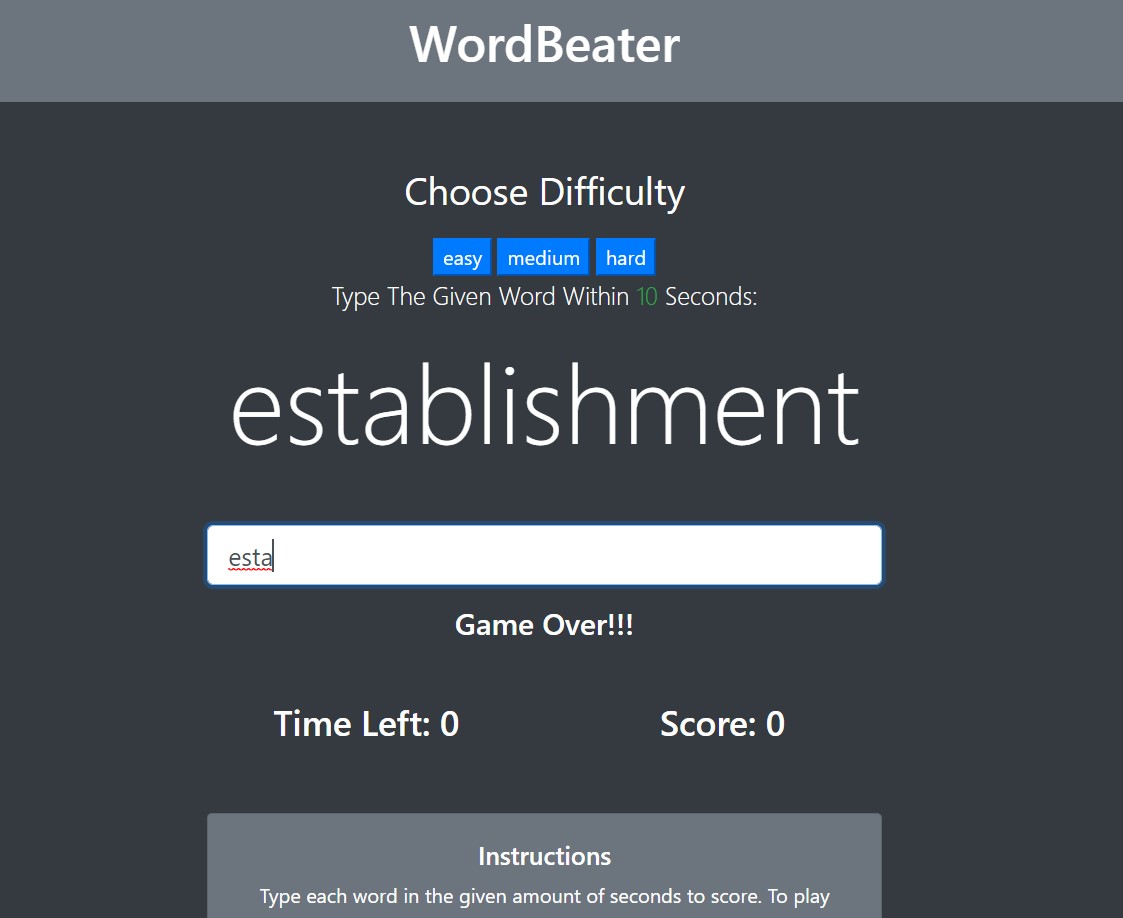 WordBeater
Choose Difficulty
easy medium hard
Type The Given Word Within 10 Seconds:
establishment
esta
Game Over!!!
Time Left: 0 Score: 0
Instructions
Type each word in the given amount of seconds to score. To play